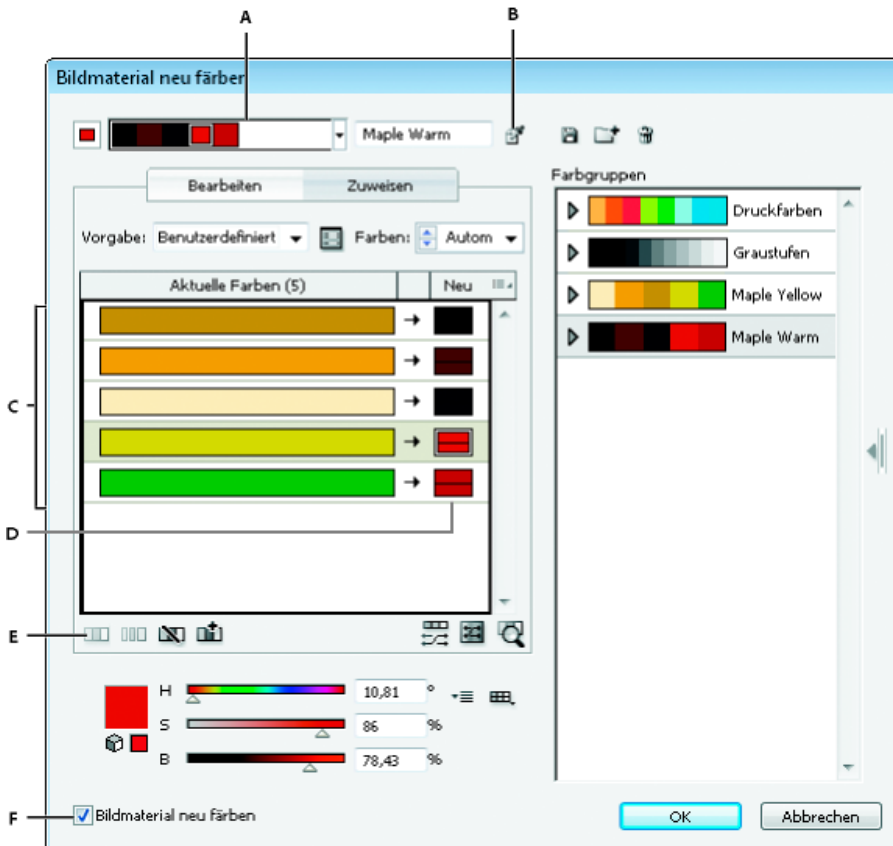 A
B
Bildmaterial neu färben
Maple Warm
Bearbeiten
Zuweisen
Farbgruppen
Vorgabe: Benutzerdefiniert
Farben: Autom
Druckfarben
Graustufen
Maple Yellow
Maple Warm
Aktuelle Farben (5)
Neu
C
D
E
H 10,81 °
S 86 %
B 78,43 %
F
Bildmaterial neu färben
OK
Abbrechen